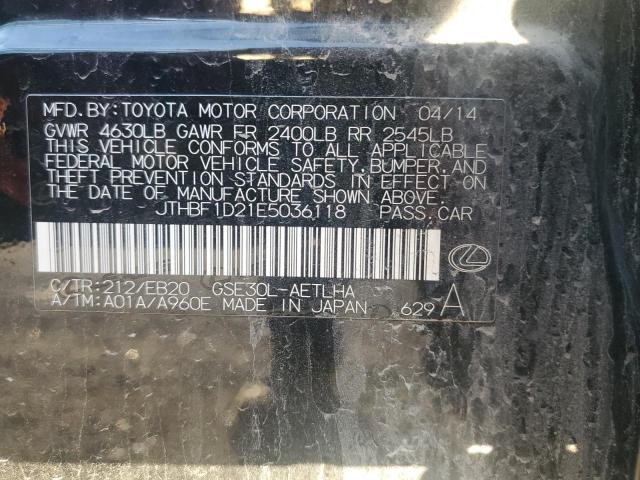 MFD.BY:TOYOTA MOTOR CORPORATION 04/14
GVWR 4630LB GAWR FR 2400LB RR 2545LB
THIS VEHICLE CONFORMS TO ALL APPLICABLE
FEDERAL MOTOR VEHICLE SAFETY,BUMPER,AND
THEFT PREVENTION STANDARDS IN EFFECT ON
THE DATE OF MANUFACTURE SHOWN ABOVE.
JTHBF1D21E5036118 PASS.CAR
C/TR:212/EB20 GSE30L-AETLHA
A/TM:A01A/A960E MADE IN JAPAN 629 A